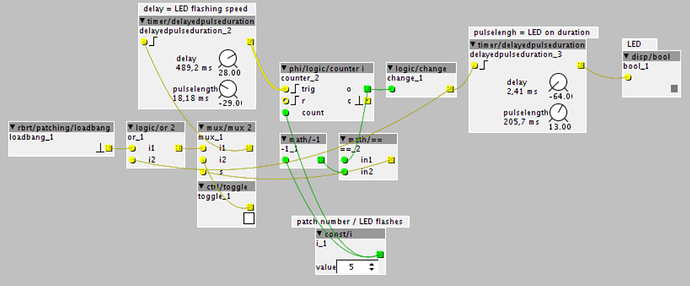 delay = LED flashing speed
timer/delayedpulseduration
delayedpulseduration_2
delay
489,2 ms
28.00
pulselength
18,18 ms
-29.00
phi/logic/counter i
counter_2
trig
o
r
c
count
logic/change
change_1
pulselengh = LED on duration
timer/delayedpulseduration
delayedpulseduration_3
delay
2,41 ms
-64.00
pulselength
205,7 ms
13.00
LED
disp/bool
bool_1
rbrt/patching/loadbang
loadbang_1
logic/or 2
or_1
i1
i2
mux/mux 2
mux_1
i1
i2
s
math/-1
-1_1
math/==
==_2
in1
in2
ctrl/toggle
toggle_1
patch number / LED flashes
const/i
i_1
value
5